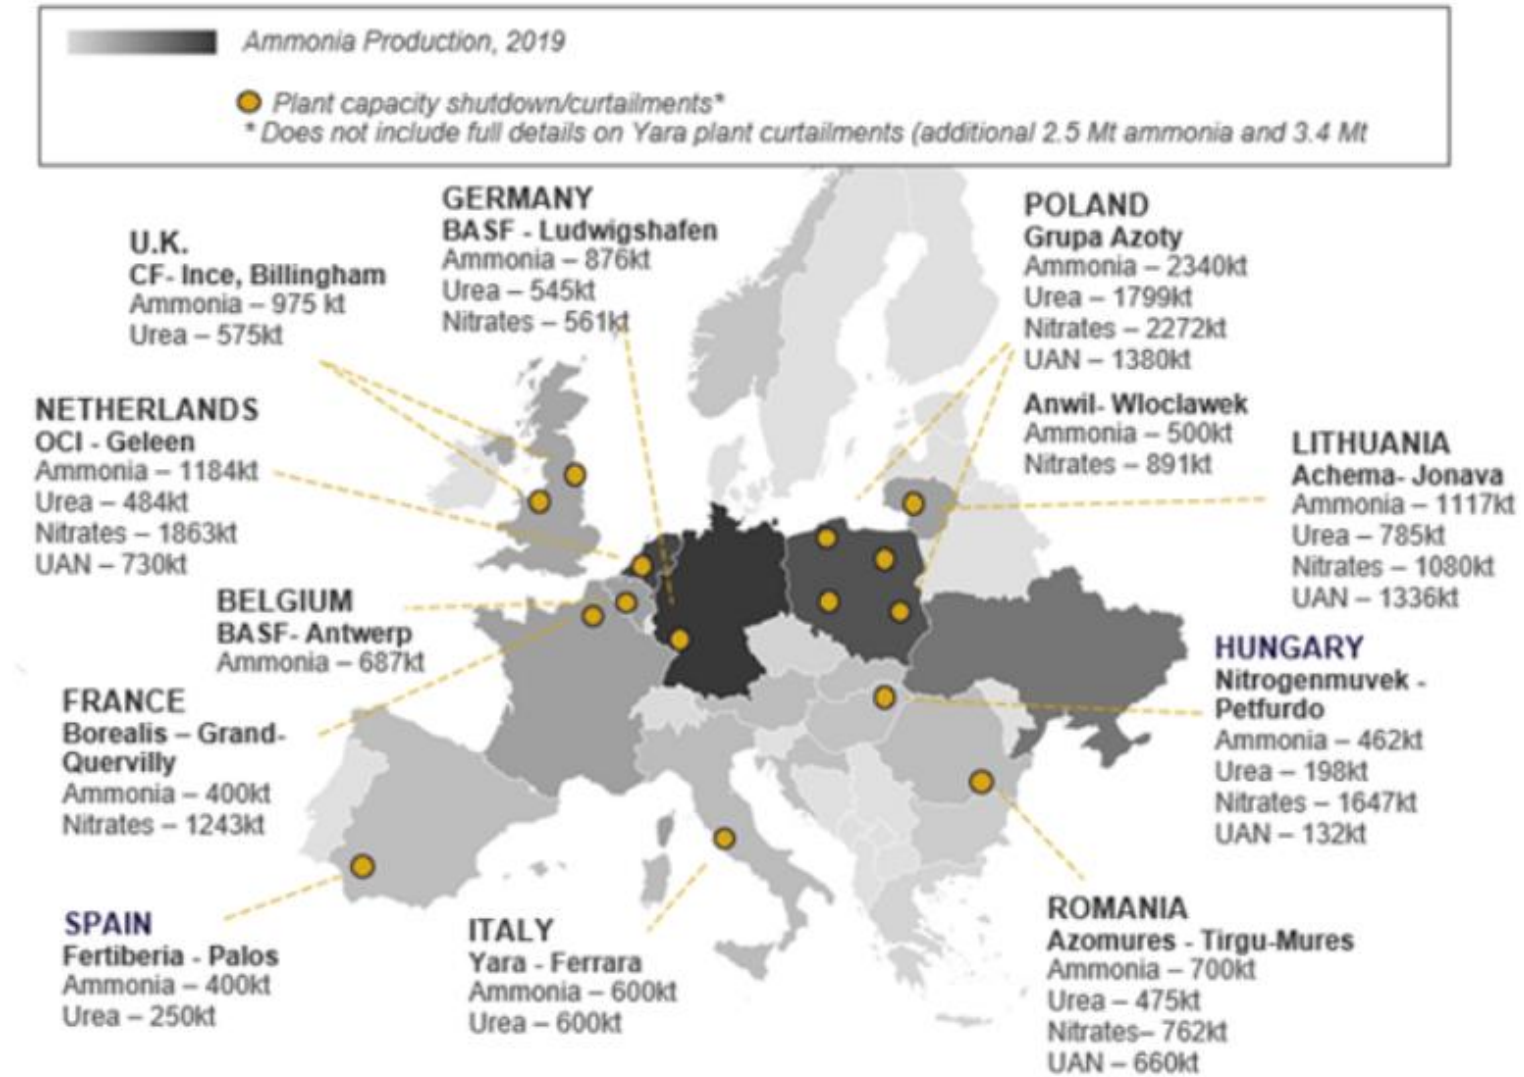 Ammonia Production, 2019
Plant capacity shutdown/curtailments*
* Does not include full details on Yara plant curtailments (additional 2.5 Mt ammonia and 3.4 Mt
U.K.
CF- Ince, Billingham
Ammonia – 975 kt
Urea – 575kt
GERMANY
BASF - Ludwigshafen
Ammonia – 876kt
Urea – 545kt
Nitrates – 561kt
POLAND
Grupa Azoty
Ammonia – 2340kt
Urea – 1799kt
Nitrates – 2272kt
UAN – 1380kt
Anwil- Wloclawek
Ammonia – 500kt
Nitrates – 891kt
NETHERLANDS
OCI - Geleen
Ammonia – 1184kt
Urea – 484kt
Nitrates – 1863kt
UAN – 730kt
LITHUANIA
Achema- Jonava
Ammonia – 1117kt
Urea – 785kt
Nitrates – 1080kt
UAN – 1336kt
BELGIUM
BASF- Antwerp
Ammonia – 687kt
HUNGARY
Nitrogenmuvek -
Petfurdo
Ammonia – 462kt
Urea – 198kt
Nitrates – 1647kt
UAN – 132kt
FRANCE
Borealis – Grand-
Quervilly
Ammonia – 400kt
Nitrates – 1243kt
SPAIN
Fertiberia - Palos
Ammonia – 400kt
Urea – 250kt
ITALY
Yara - Ferrara
Ammonia – 600kt
Urea – 600kt
ROMANIA
Azomures - Tirgu-Mures
Ammonia – 700kt
Urea – 475kt
Nitrates– 762kt
UAN – 660kt